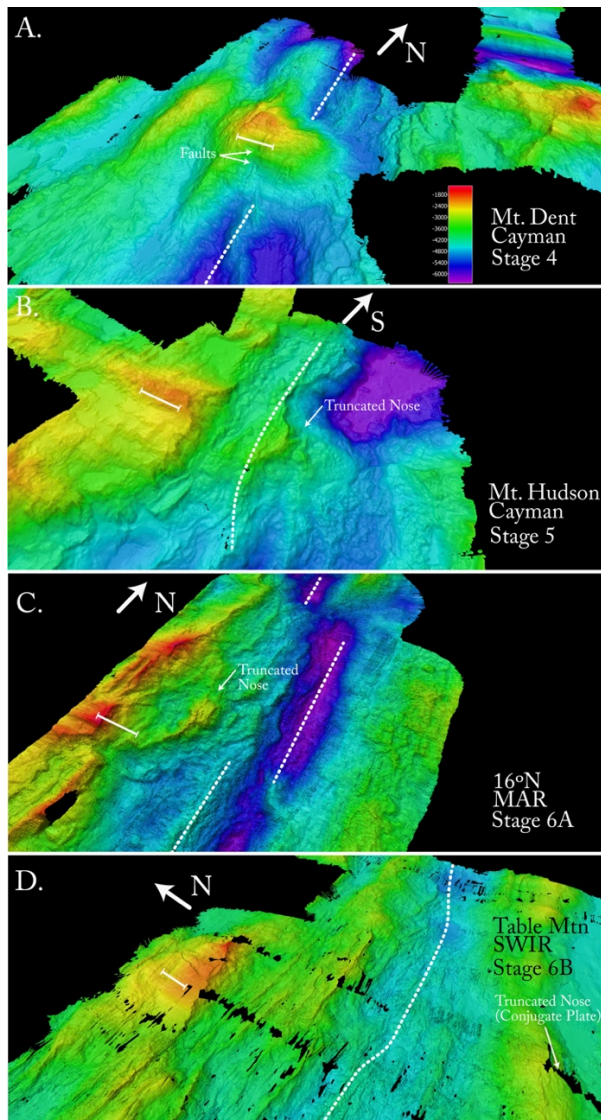 A.
N
Faults
-1800
-2400
-3000
-3600
-4200
-4800
-5400
-6000
Mt. Dent
Cayman
Stage 4
B.
S
Truncated Nose
Mt. Hudson
Cayman
Stage 5
C.
N
Truncated
Nose
16ºN
MAR
Stage 6A
D.
N
Table Mtn
SWIR
Stage 6B
Truncated Nose
(Conjugate Plate)